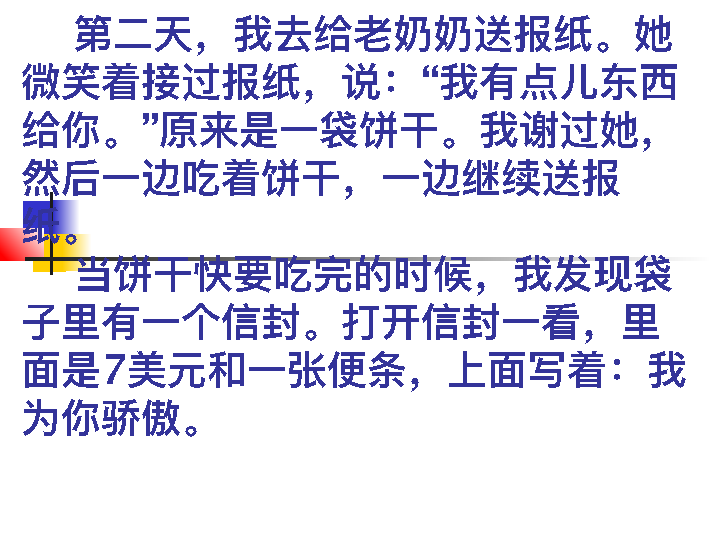 第二天，我去给老奶奶送报纸。她
微笑着接过报纸，说：“我有点儿东西
给你。”原来是一袋饼干。我谢过她，
然后一边吃着饼干，一边继续送报
纸。
当饼干快要吃完的时候，我发现袋
子里有一个信封。打开信封一看，里
面是7美元和一张便条，上面写着：我
为你骄傲。